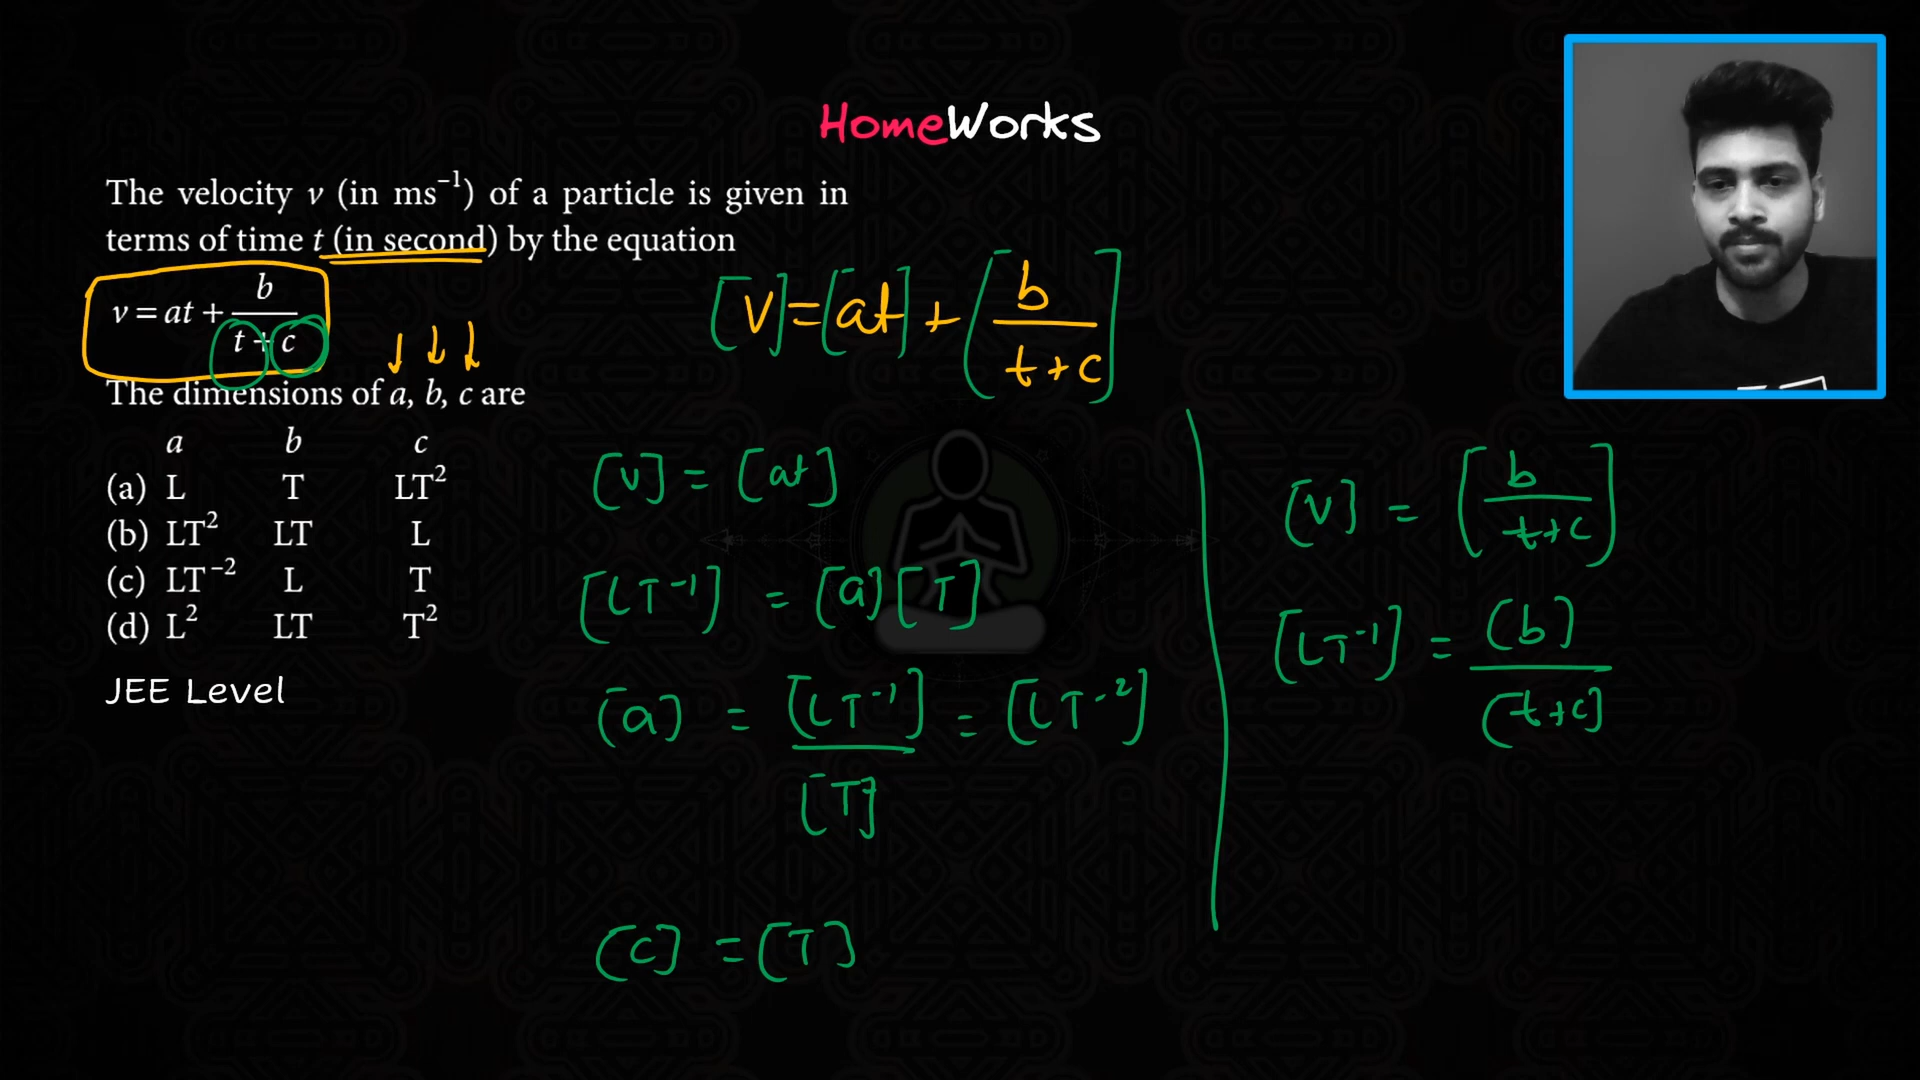 HomeWorks
The velocity v (in ms⁻¹) of a particle is given in
terms of time t (in second) by the equation
v = at + b/(t + c)
The dimensions of a, b, c are
a b c
(a) L T LT²
(b) LT² LT L
(c) LT⁻² L T
(d) L² LT T²
JEE Level
[V] = [at] + [b/(t+c)]
[v] = [at]
[LT⁻¹] = [a][T]
[a] = [LT⁻¹]/[T] = [LT⁻²]
[c] = [T]
[v] = [b/(t+c)]
[LT⁻¹] = [b]/[t+c]